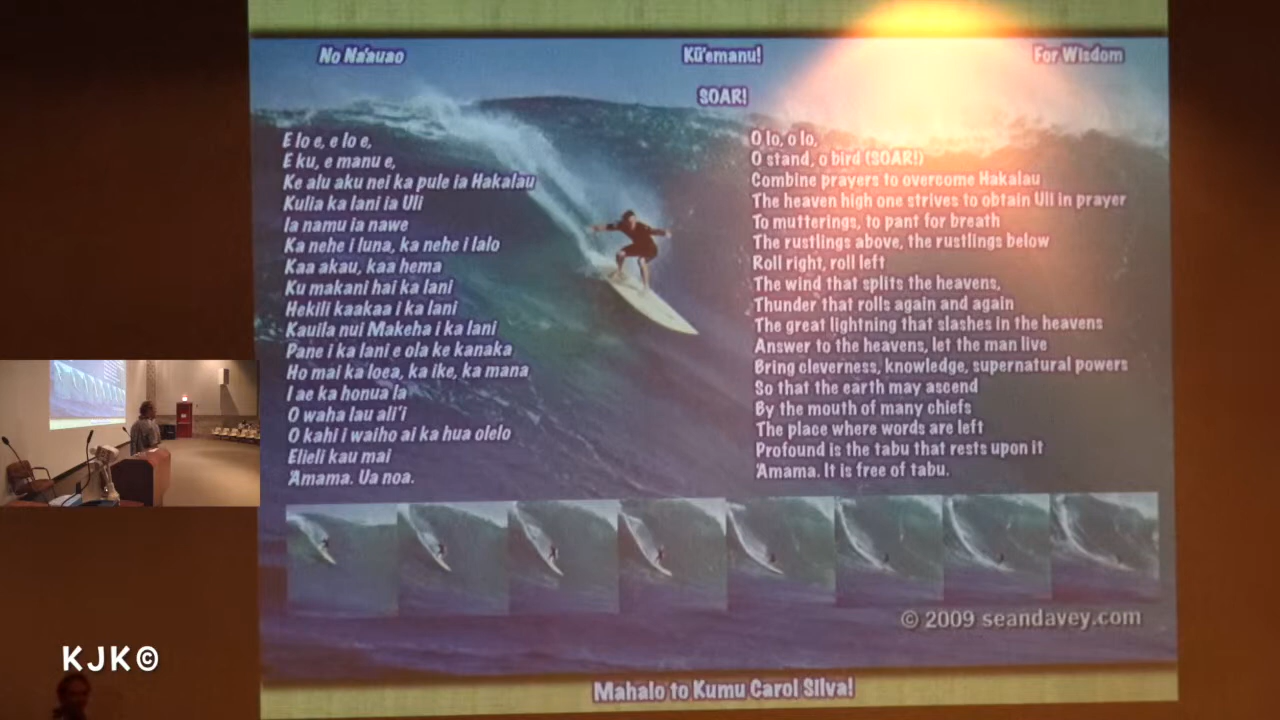 No Na'auao
Kū'emanu!
For Wisdom
SOAR!
E lo e, e lo e,
E ku, e manu e,
Ke alu aku nei ka pule ia Hakalau
Kulia ka lani ia Uli
Ia namu ia nawe
Ka nehe i luna, ka nehe i lalo
Kaa akau, kaa hema
Ku makani hai ka lani
Hekili kaakaa i ka lani
Kauila nui Makeha i ka lani
Pane i ka lani e ola ke kanaka
Ho mai ka loea, ka ike, ka mana
I ae ka honua la
O waha lau ali'i
O kahi i waiho ai ka hua olelo
Elieli kau mai
'Amama. Ua noa.
O lo, o lo,
O stand, o bird (SOAR!)
Combine prayers to overcome Hakalau
The heaven high one strives to obtain Uli in prayer
To mutterings, to pant for breath
The rustlings above, the rustlings below
Roll right, roll left
The wind that splits the heavens,
Thunder that rolls again and again
The great lightning that slashes in the heavens
Answer to the heavens, let the man live
Bring cleverness, knowledge, supernatural powers
So that the earth may ascend
By the mouth of many chiefs
The place where words are left
Profound is the tabu that rests upon it
'Amama. It is free of tabu.
© 2009 seandavey.com
Mahalo to Kumu Carol Silva!
KJK©